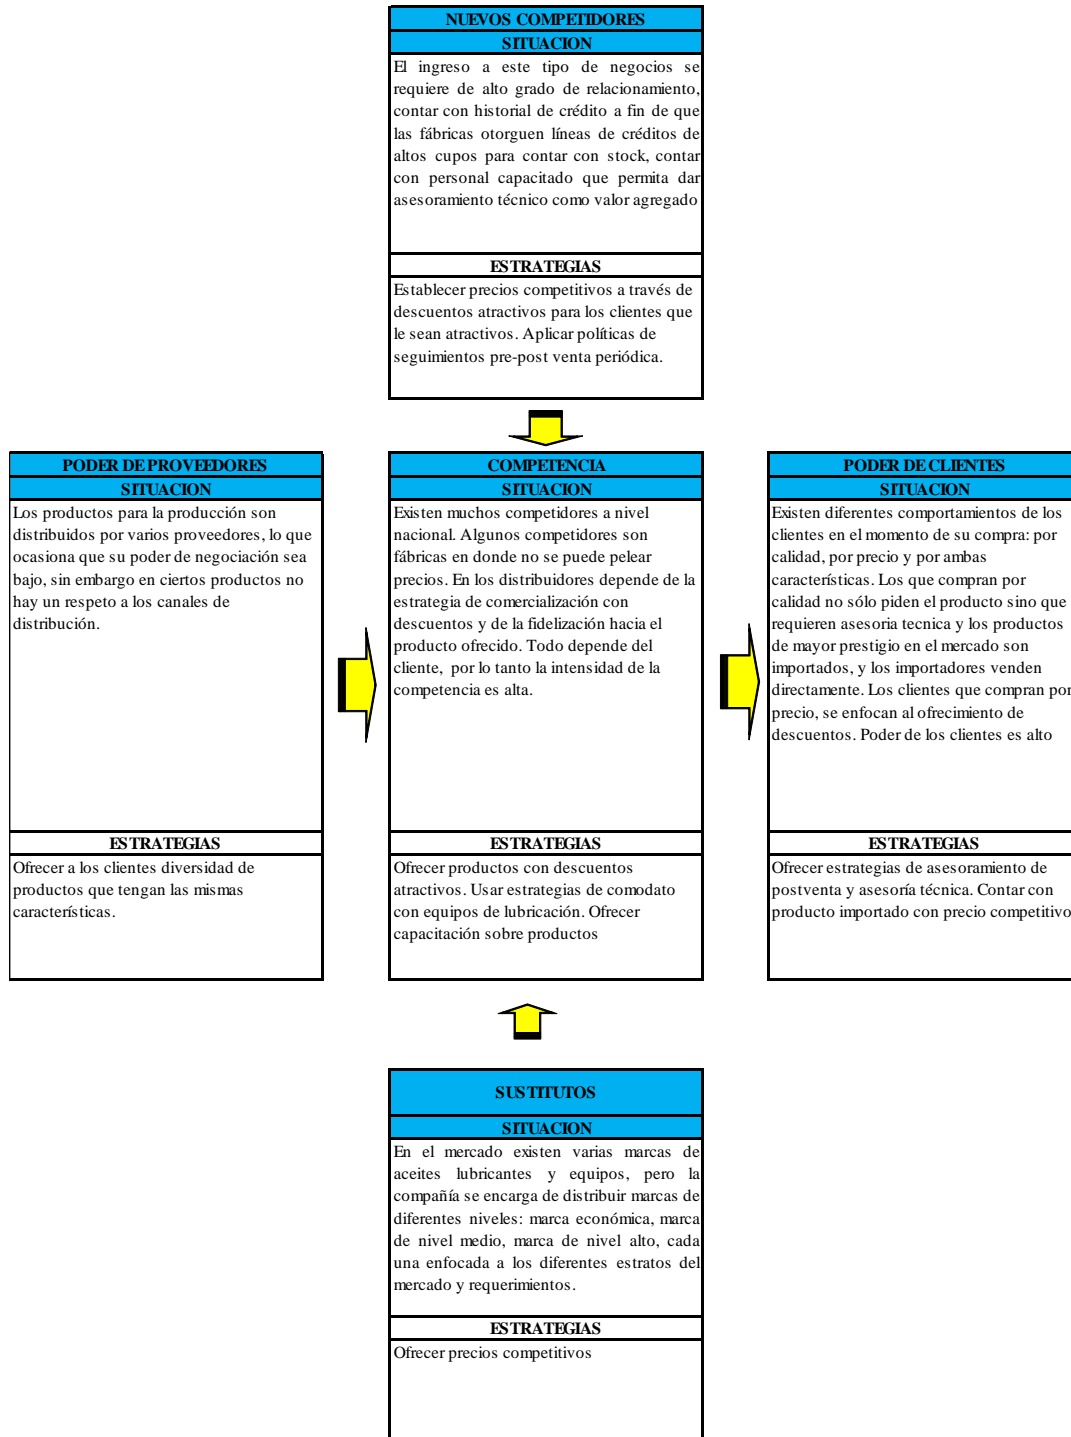 NUEVOS COMPETIDORES
SITUACION
El ingreso a este tipo de negocios se
requiere de alto grado de relacionamiento,
contar con historial de crédito a fin de que
las fábricas otorguen líneas de créditos de
altos cupos para contar con stock, contar
con personal capacitado que permita dar
asesoramiento técnico como valor agregado
ESTRATEGIAS
Establecer precios competitivos a través de
descuentos atractivos para los clientes que
le sean atractivos. Aplicar políticas de
seguimientos pre-post venta periódica.
PODER DE PROVEEDORES
SITUACION
Los productos para la producción son
distribuidos por varios proveedores, lo que
ocasiona que su poder de negociación sea
bajo, sin embargo en ciertos productos no
hay un respeto a los canales de
distribución.
ESTRATEGIAS
Ofrecer a los clientes diversidad de
productos que tengan las mismas
características.
COMPETENCIA
SITUACION
Existen muchos competidores a nivel
nacional. Algunos competidores son
fábricas en donde no se puede pelear
precios. En los distribuidores depende de la
estrategia de comercialización con
descuentos y de la fidelización hacia el
producto ofrecido. Todo depende del
cliente, por lo tanto la intensidad de la
competencia es alta.
ESTRATEGIAS
Ofrecer productos con descuentos
atractivos. Usar estrategias de comodato
con equipos de lubricación. Ofrecer
capacitación sobre productos
PODER DE CLIENTES
SITUACION
Existen diferentes comportamientos de los
clientes en el momento de su compra: por
calidad, por precio y por ambas
características. Los que compran por
calidad no sólo piden el producto sino que
requieren asesoria tecnica y los productos
de mayor prestigio en el mercado son
importados, y los importadores venden
directamente. Los clientes que compran por
precio, se enfocan al ofrecimiento de
descuentos. Poder de los clientes es alto
ESTRATEGIAS
Ofrecer estrategias de asesoramiento de
postventa y asesoría técnica. Contar con
producto importado con precio competitivo
SUSTITUTOS
SITUACION
En el mercado existen varias marcas de
aceites lubricantes y equipos, pero la
compañía se encarga de distribuir marcas de
diferentes niveles: marca económica, marca
de nivel medio, marca de nivel alto, cada
una enfocada a los diferentes estratos del
mercado y requerimientos.
ESTRATEGIAS
Ofrecer precios competitivos